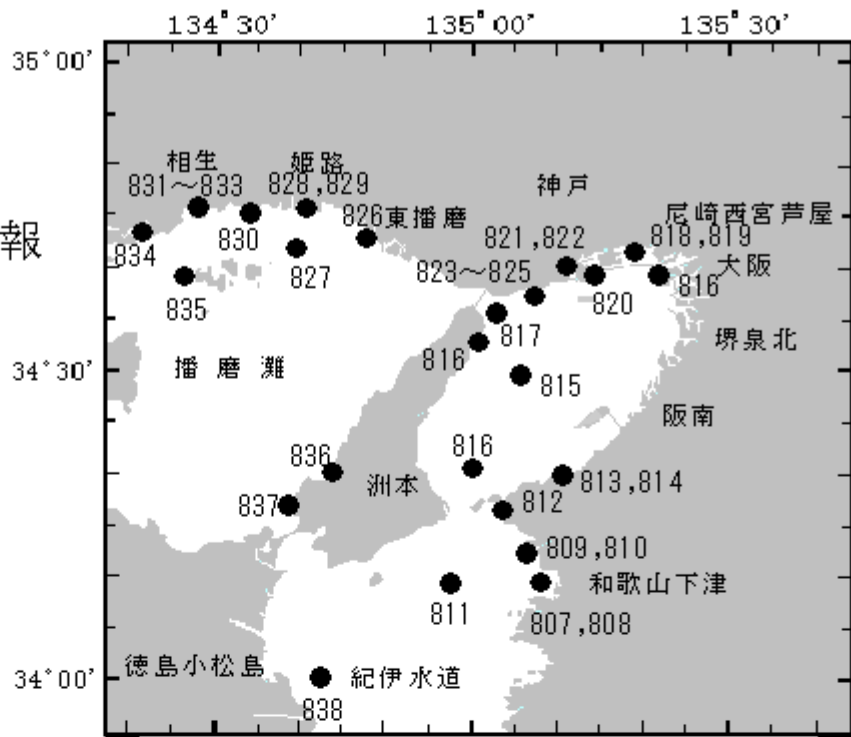 134°30' 135°00' 135°30'
35°00'
相生 姫路 神戸
831～833 828,829
尼崎西宮芦屋
報
826 東播磨 821,822 818,819
834 830 827 823～825 820 816 大阪
835 817
816 堺泉北
34°30' 播磨灘 815
阪南
836 816
洲本 813,814
837 812
809,810
811 和歌山下津
807,808
徳島小松島 紀伊水道
34°00'
838